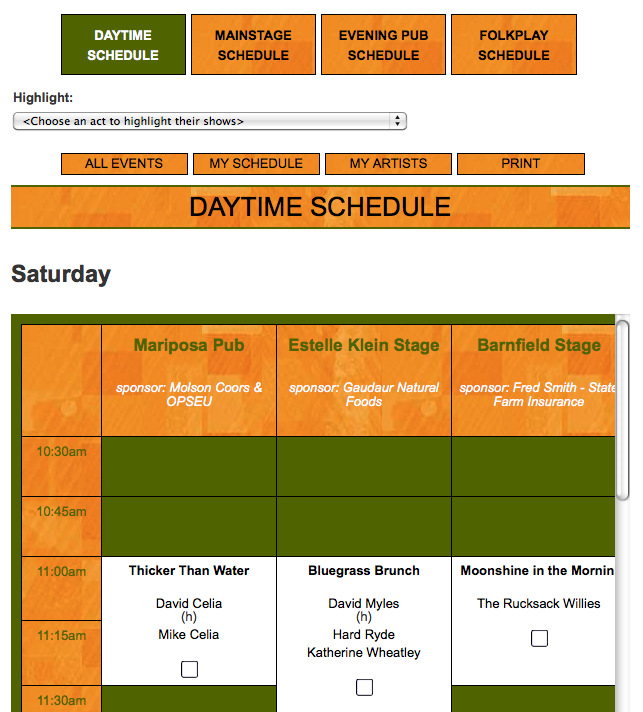 DAYTIME
SCHEDULE
MAINSTAGE
SCHEDULE
EVENING PUB
SCHEDULE
FOLKPLAY
SCHEDULE
Highlight:
<Choose an act to highlight their shows>
ALL EVENTS
MY SCHEDULE
MY ARTISTS
PRINT
DAYTIME SCHEDULE
Saturday
Mariposa Pub
sponsor: Molson Coors &
OPSEU
Estelle Klein Stage
sponsor: Gaudaur Natural
Foods
Barnfield Stage
sponsor: Fred Smith - State
Farm Insurance
10:30am
10:45am
11:00am
Thicker Than Water
David Celia
(h)
Mike Celia
Bluegrass Brunch
David Myles
(h)
Hard Ryde
Katherine Wheatley
Moonshine in the Mornin
The Rucksack Willies
11:15am
11:30am